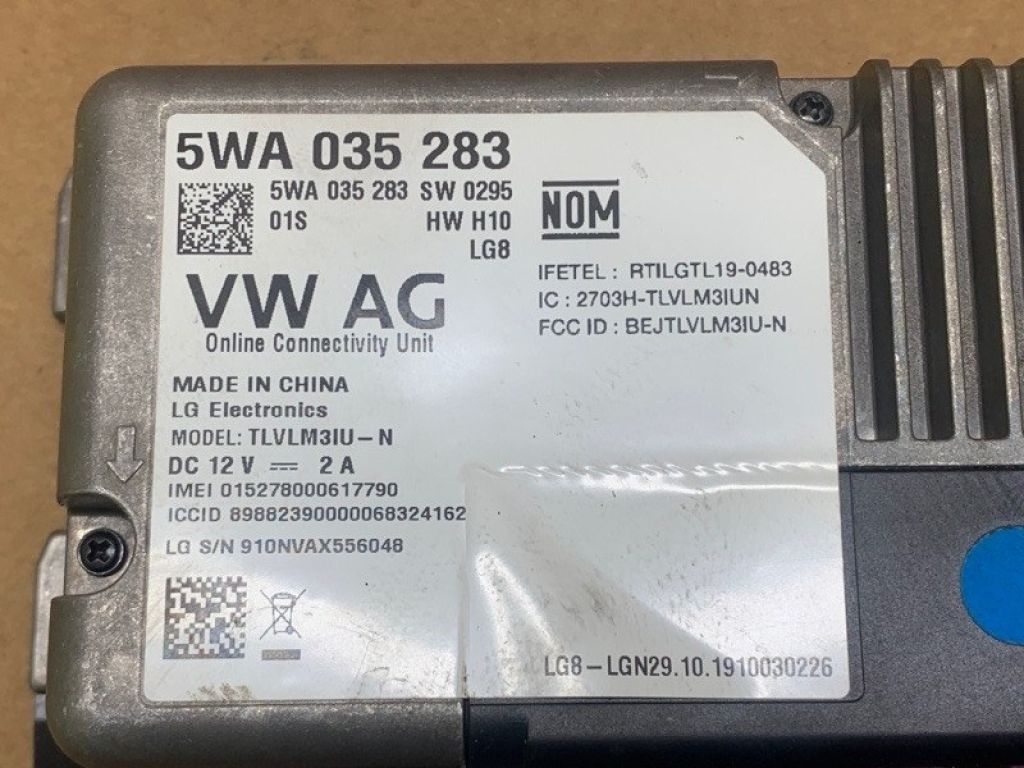 5WA 035 283
5WA 035 283 SW 0295
01S HW H10
LG8
NOM
VW AG
Online Connectivity Unit
IFETEL : RTILGTL19-0483
IC : 2703H-TLVLM3IUN
FCC ID : BEJTLVLM3IU-N
MADE IN CHINA
LG Electronics
MODEL: TLVLM3IU-N
DC 12 V ⎓ 2 A
IMEI 015278000617790
ICCID 89882390000068324162
LG S/N 910NVAX556048
LG8-LGN29.10.1910030226